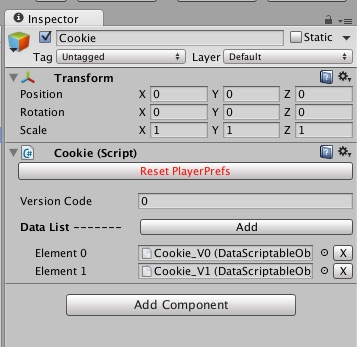 Inspector
Cookie Static
Tag Untagged Layer Default
Transform
Position X 0 Y 0 Z 0
Rotation X 0 Y 0 Z 0
Scale X 1 Y 1 Z 1
C# Cookie (Script)
Reset PlayerPrefs
Version Code 0
Data List ------- Add
Element 0 Cookie_V0 (DataScriptableOb X
Element 1 Cookie_V1 (DataScriptableOb X
Add Component